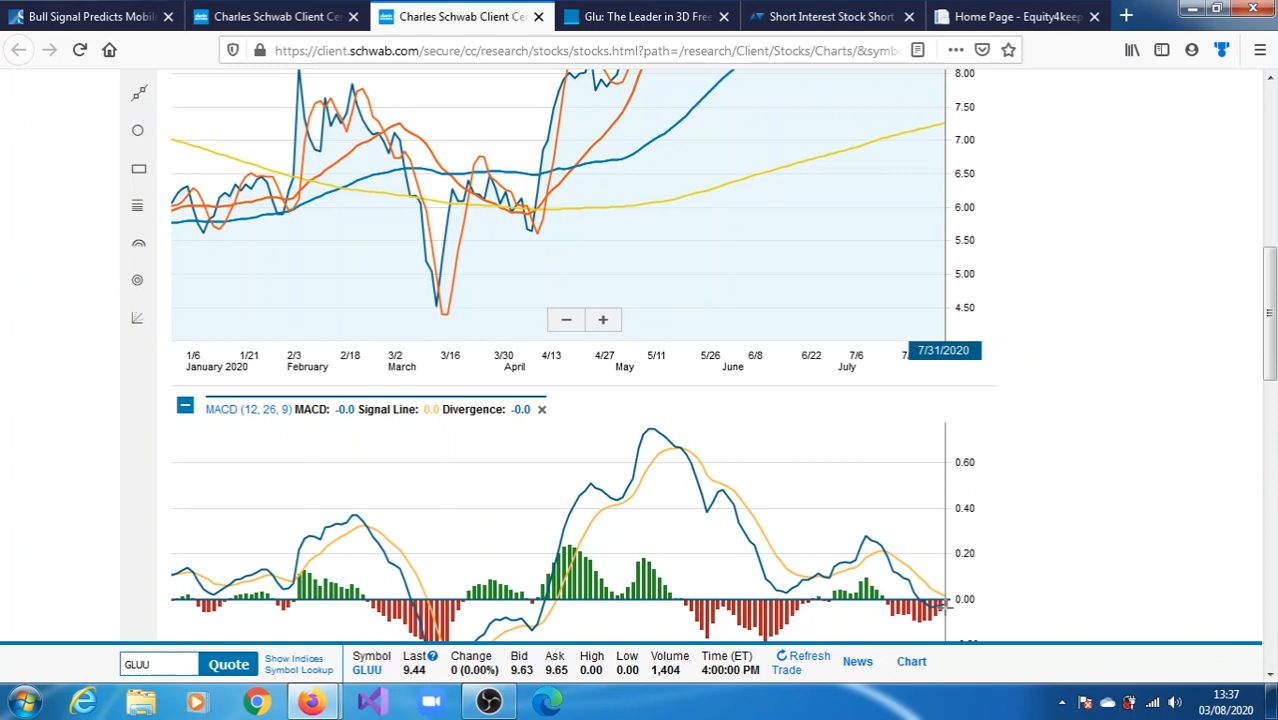 Bull Signal Predicts Mobil
Charles Schwab Client Cen
Charles Schwab Client Cen
Glu: The Leader in 3D Free
Short Interest Stock Short
Home Page - Equity4keep
https://client.schwab.com/secure/cc/research/stocks/stocks.html?path=/research/Client/Stocks/Charts/&symbo
8.00
7.50
7.00
6.50
6.00
5.50
5.00
4.50
1/6 1/21 2/3 2/18 3/2 3/16 3/30 4/13 4/27 5/11 5/26 6/8 6/22 7/6 7/ 7/31/2020
January 2020 February March April May June July
MACD (12, 26, 9) MACD: -0.0 Signal Line: 0.0 Divergence: -0.0
0.60
0.40
0.20
0.00
GLUU Quote Show Indices Symbol Lookup
Symbol Last Change Bid Ask High Low Volume Time (ET) Refresh News Chart
GLUU 9.44 0 (0.00%) 9.63 9.65 0.00 0.00 1,404 4:00:00 PM Trade
13:37
03/08/2020